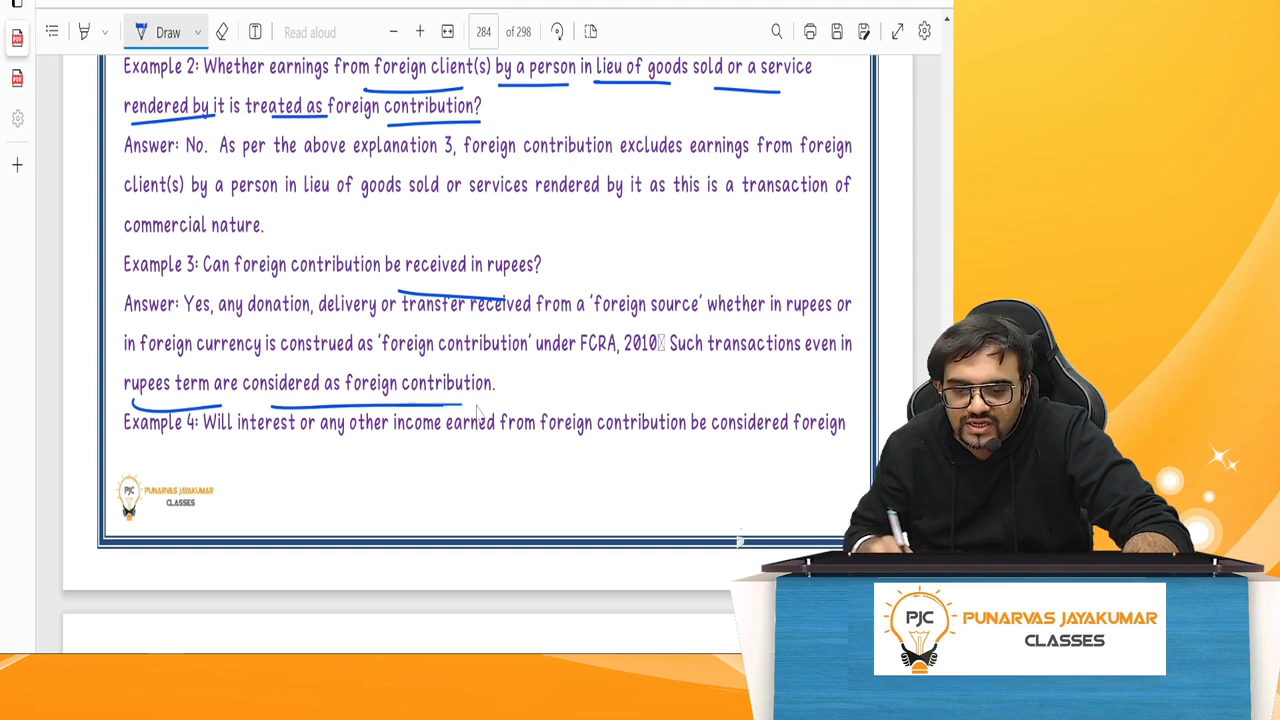 Draw
Read aloud
284 of 298
Example 2: Whether earnings from foreign client(s) by a person in lieu of goods sold or a service
rendered by it is treated as foreign contribution?
Answer: No. As per the above explanation 3, foreign contribution excludes earnings from foreign
client(s) by a person in lieu of goods sold or services rendered by it as this is a transaction of
commercial nature.
Example 3: Can foreign contribution be received in rupees?
Answer: Yes, any donation, delivery or transfer received from a 'foreign source' whether in rupees or
in foreign currency is construed as 'foreign contribution' under FCRA, 2010 Such transactions even in
rupees term are considered as foreign contribution.
Example 4: Will interest or any other income earned from foreign contribution be considered foreign
PUNARVAS JAYAKUMAR
CLASSES
PJC
PUNARVAS JAYAKUMAR
CLASSES
PJC